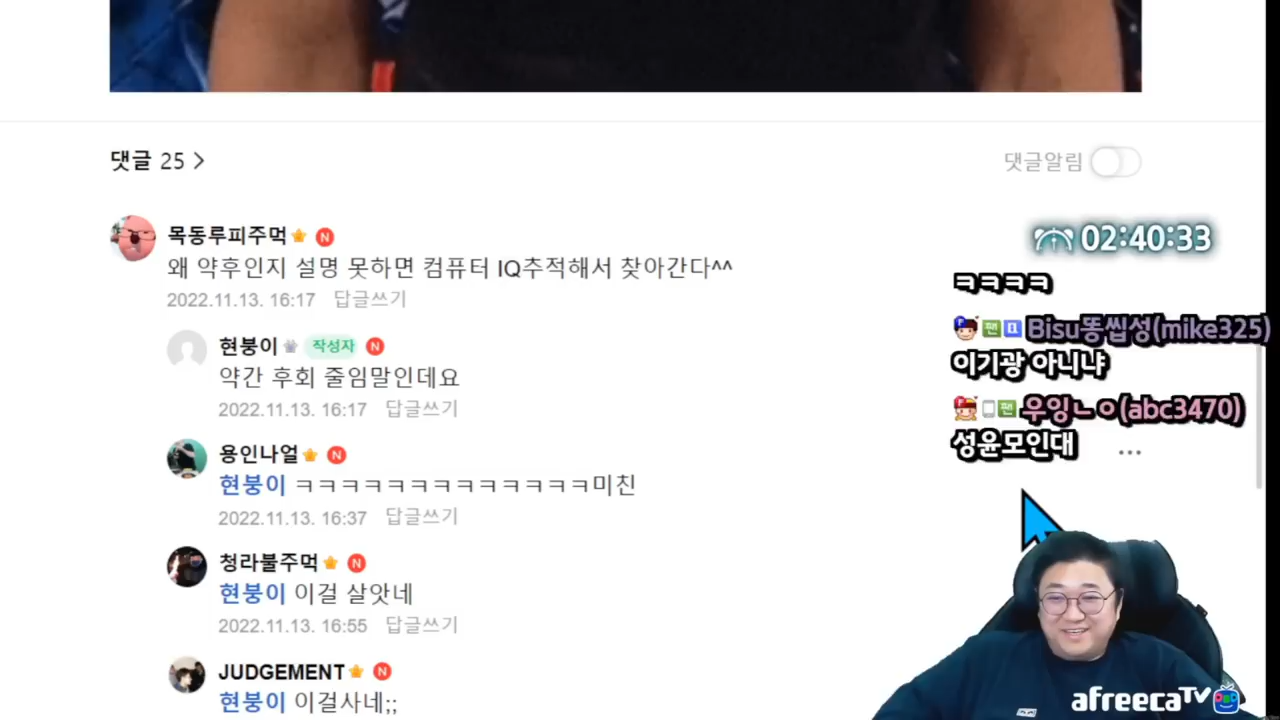 댓글 25
댓글알림
목동루피주먹
왜 약후인지 설명 못하면 컴퓨터 IQ추적해서 찾아간다^^
2022.11.13. 16:17 답글쓰기
현붕이 작성자
약간 후회 줄임말인데요
2022.11.13. 16:17 답글쓰기
용인나얼
현붕이 ㅋㅋㅋㅋㅋㅋㅋㅋㅋㅋㅋㅋㅋ미친
2022.11.13. 16:37 답글쓰기
청라불주먹
현붕이 이걸 살앗네
2022.11.13. 16:55 답글쓰기
JUDGEMENT
현붕이 이걸사네;;
02:40:33
ㅋㅋㅋㅋ
팬 Bisu똥씹성(mike325)
이기광 아니냐
팬 우잉ㄴㅇ(abc3470)
성윤모인대
afreecaTV